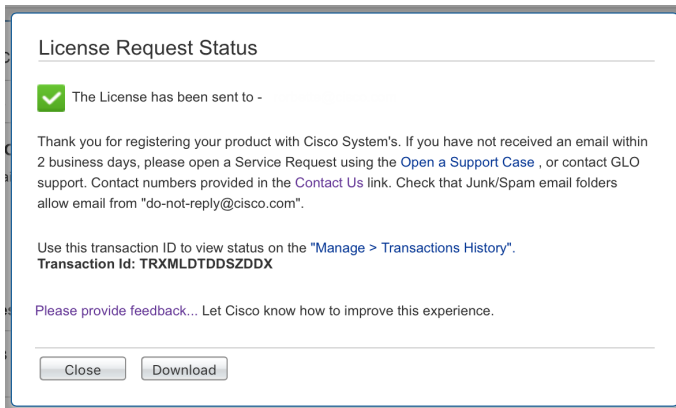 License Request Status
The License has been sent to -
Thank you for registering your product with Cisco System's. If you have not received an email within
2 business days, please open a Service Request using the Open a Support Case , or contact GLO
support. Contact numbers provided in the Contact Us link. Check that Junk/Spam email folders
allow email from "do-not-reply@cisco.com".
Use this transaction ID to view status on the "Manage > Transactions History".
Transaction Id: TRXMLDTDDSZDDX
Please provide feedback... Let Cisco know how to improve this experience.
Close Download